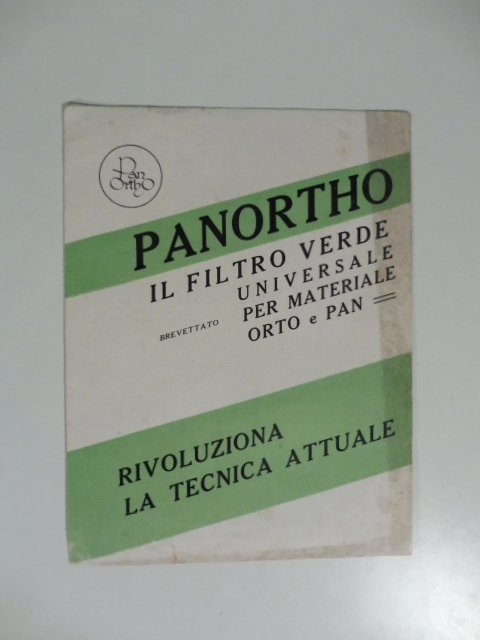 Pan
Ortho
PANORTHO
IL FILTRO VERDE
UNIVERSALE
BREVETTATO PER MATERIALE
ORTO e PAN
RIVOLUZIONA
LA TECNICA ATTUALE